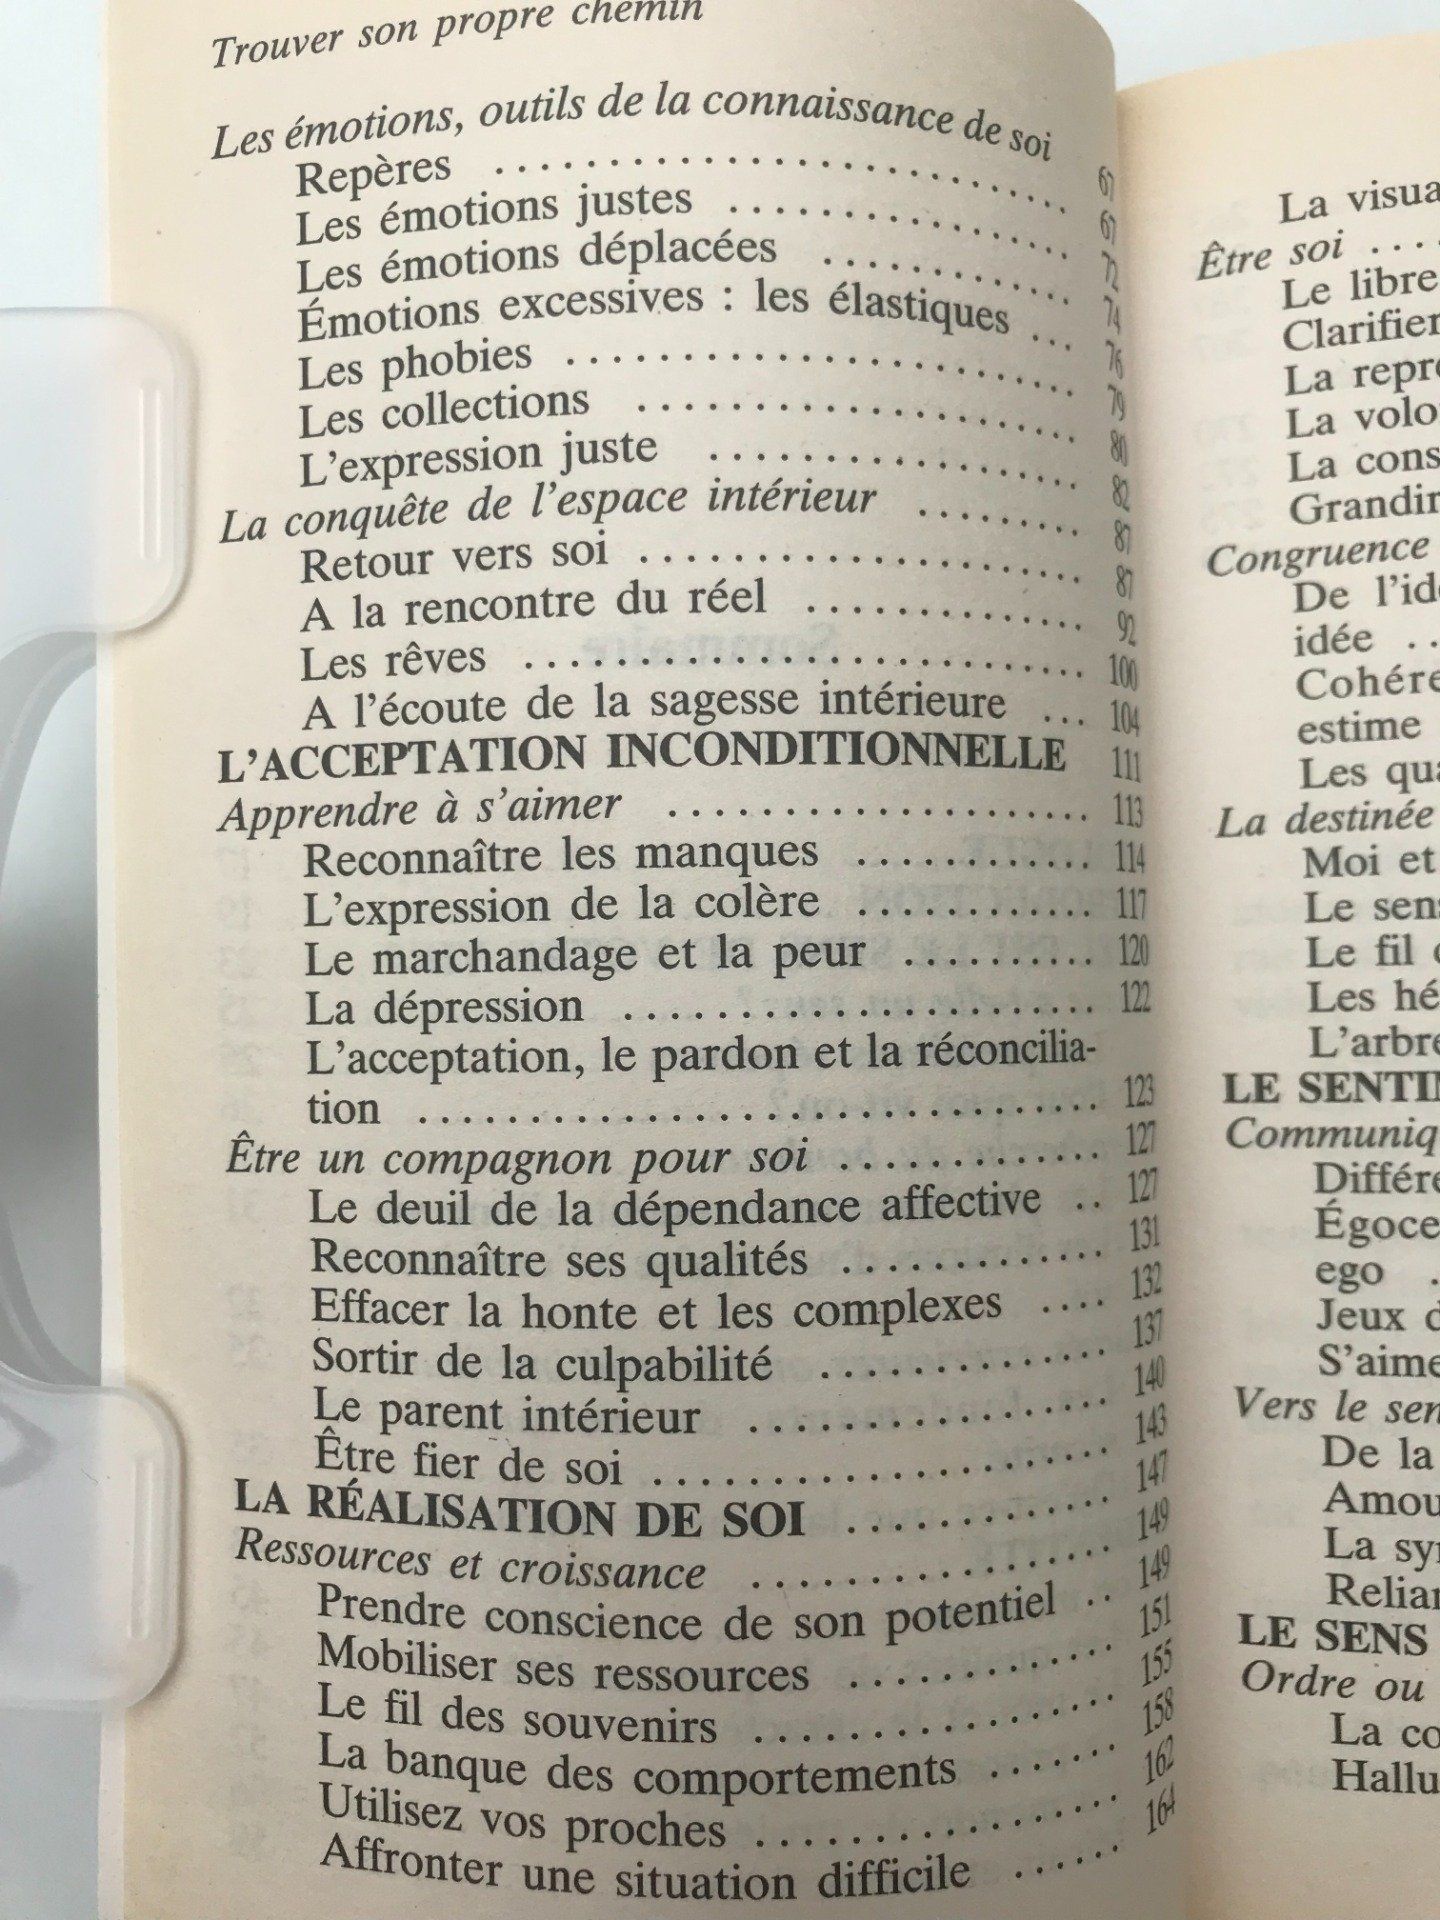 Trouver son propre chemin
Les émotions, outils de la connaissance de soi 67
Repères .......... 67
Les émotions justes .......... 72
Les émotions déplacées .......... 74
Émotions excessives : les élastiques ... 76
Les phobies .......... 79
Les collections .......... 80
L'expression juste .......... 82
La conquête de l'espace intérieur .......... 87
Retour vers soi .......... 87
A la rencontre du réel .......... 92
Les rêves .......... 100
A l'écoute de la sagesse intérieure ... 104
L'ACCEPTATION INCONDITIONNELLE 111
Apprendre à s'aimer .......... 113
Reconnaître les manques .......... 114
L'expression de la colère .......... 117
Le marchandage et la peur .......... 120
La dépression .......... 122
L'acceptation, le pardon et la réconcilia-
tion .......... 123
Être un compagnon pour soi .......... 127
Le deuil de la dépendance affective .. 127
Reconnaître ses qualités .......... 131
Effacer la honte et les complexes .... 132
Sortir de la culpabilité .......... 137
Le parent intérieur .......... 140
Être fier de soi .......... 143
LA RÉALISATION DE SOI .......... 147
Ressources et croissance .......... 149
Prendre conscience de son potentiel .. 149
Mobiliser ses ressources .......... 151
Le fil des souvenirs .......... 155
La banque des comportements ....... 158
Utilisez vos proches .......... 162
Affronter une situation difficile ...... 164
La visua
Être soi ....
Le libre
Clarifier
La repré
La volo
La cons
Grandir
Congruence
De l'id
idée ..
Cohére
estime
Les qua
La destinée
Moi et
Le sens
Le fil
Les hé
L'arbre
LE SENTI
Communiq
Différe
Égoce
ego .
Jeux d
S'aime
Vers le sen
De la
Amou
La sy
Relian
LE SENS
Ordre ou
La co
Hallu